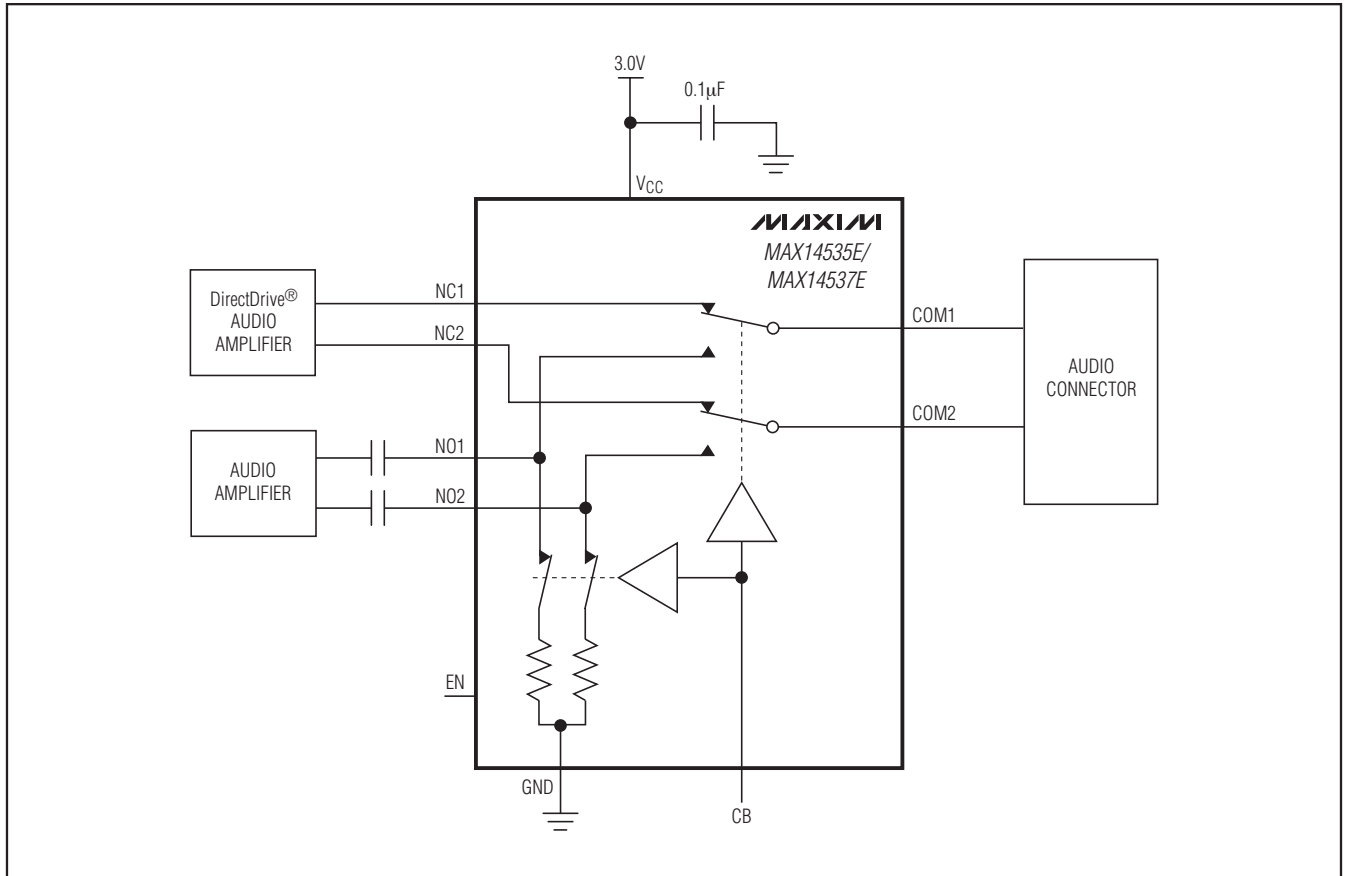 3.0V
0.1μF
VCC
MAXIM
MAX14535E/
MAX14537E
DirectDrive®
AUDIO
AMPLIFIER
NC1
NC2
COM1
COM2
AUDIO
CONNECTOR
AUDIO
AMPLIFIER
NO1
NO2
EN
GND
CB